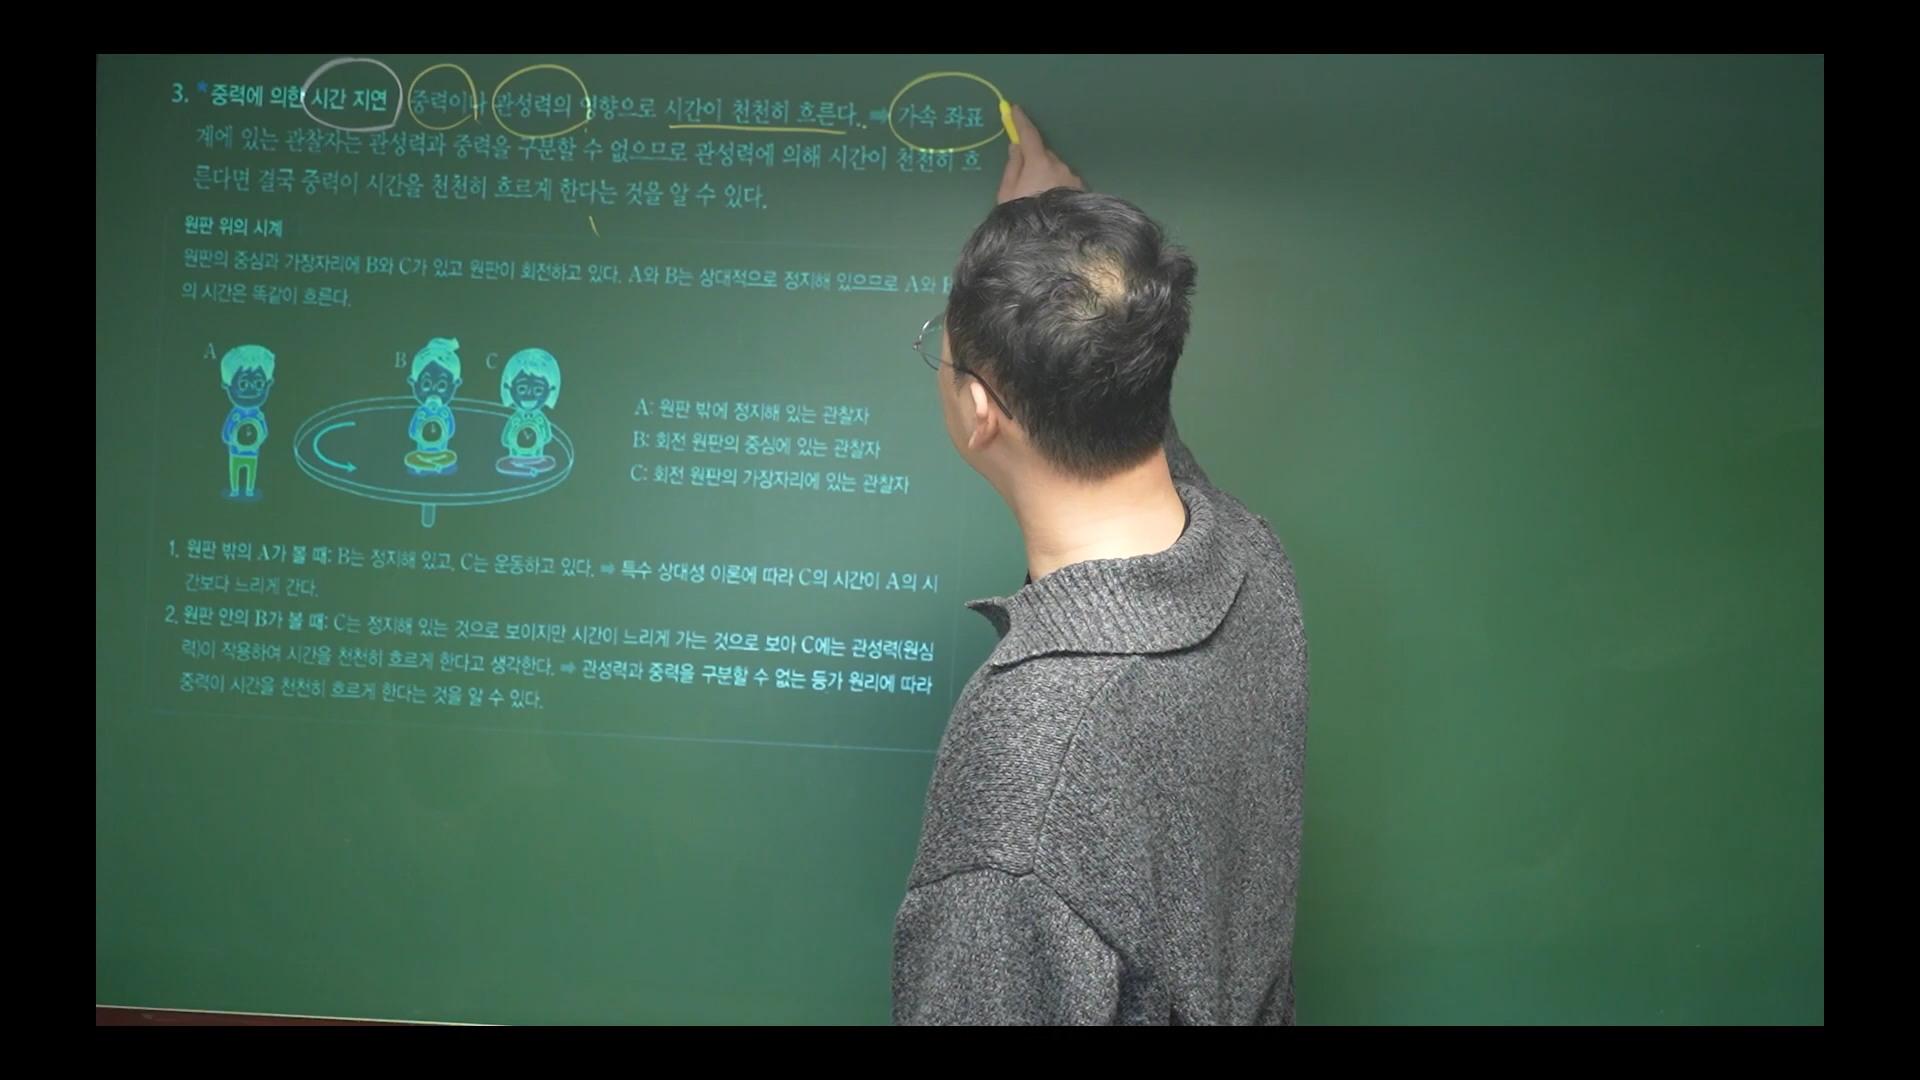 3. *중력에 의한 시간 지연 중력이나 관성력의 영향으로 시간이 천천히 흐른다. ➡ 가속 좌표
계에 있는 관찰자는 관성력과 중력을 구분할 수 없으므로 관성력에 의해 시간이 천천히 흐
른다면 결국 중력이 시간을 천천히 흐르게 한다는 것을 알 수 있다.
원판 위의 시계
원판의 중심과 가장자리에 B와 C가 있고 원판이 회전하고 있다. A와 B는 상대적으로 정지해 있으므로 A와 B
의 시간은 똑같이 흐른다.
A B C
A: 원판 밖에 정지해 있는 관찰자
B: 회전 원판의 중심에 있는 관찰자
C: 회전 원판의 가장자리에 있는 관찰자
1. 원판 밖의 A가 볼 때: B는 정지해 있고, C는 운동하고 있다. ➡ 특수 상대성 이론에 따라 C의 시간이 A의 시
간보다 느리게 간다.
2. 원판 안의 B가 볼 때: C는 정지해 있는 것으로 보이지만 시간이 느리게 가는 것으로 보아 C에는 관성력(원심
력)이 작용하여 시간을 천천히 흐르게 한다고 생각한다. ➡ 관성력과 중력을 구분할 수 없는 등가 원리에 따라
중력이 시간을 천천히 흐르게 한다는 것을 알 수 있다.